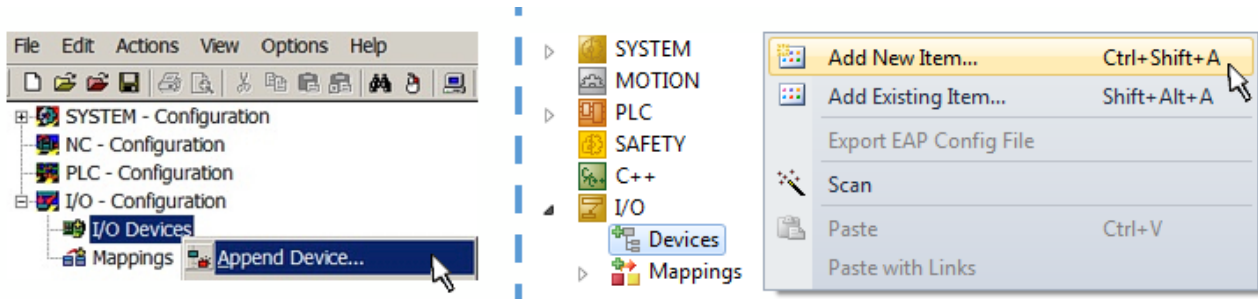 File Edit Actions View Options Help
SYSTEM - Configuration
NC - Configuration
PLC - Configuration
I/O - Configuration
I/O Devices
Mappings
Append Device...
SYSTEM
MOTION
PLC
SAFETY
C++
I/O
Devices
Mappings
Add New Item... Ctrl+Shift+A
Add Existing Item... Shift+Alt+A
Export EAP Config File
Scan
Paste Ctrl+V
Paste with Links